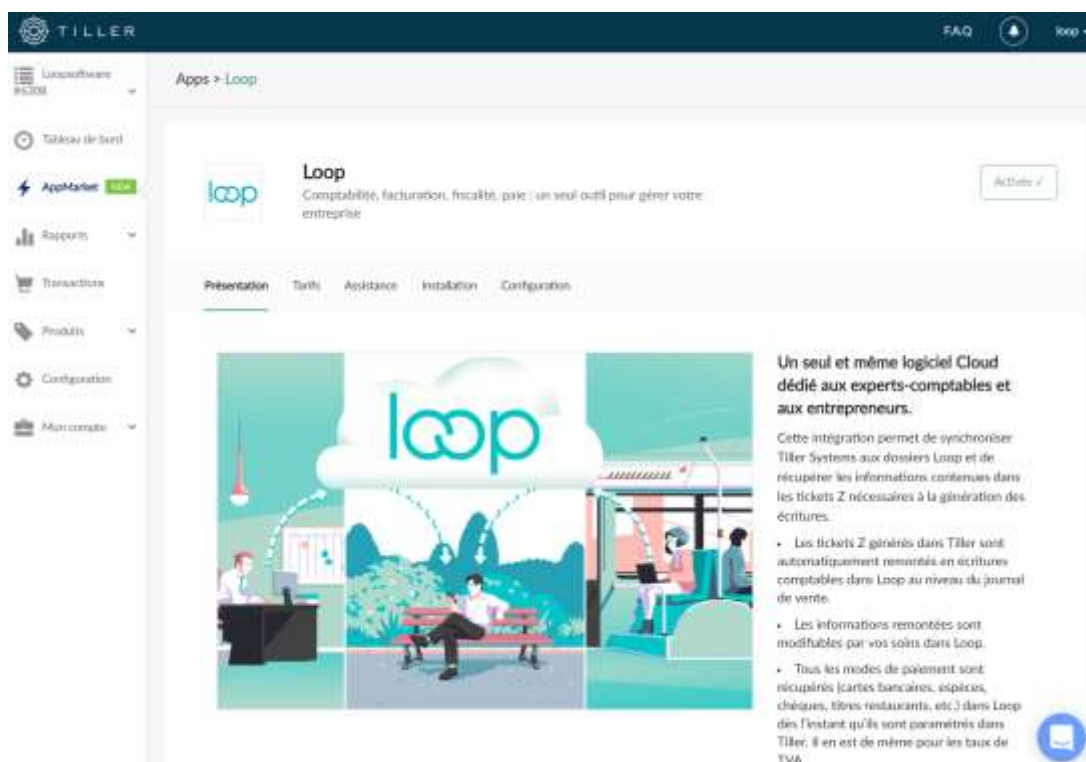 TILLER
FAQ
loop
Loopsoftware
Apps > Loop
Tableau de bord
AppMarket NEW
Rapports
Transactions
Produits
Configuration
Mon compte
loop
Loop
Comptabilité, facturation, fiscalité, paie : un seul outil pour gérer votre
entreprise
Activée ✓
Présentation
Tarifs
Assistance
Installation
Configuration
loop
Un seul et même logiciel Cloud
dédié aux experts-comptables et
aux entrepreneurs.
Cette intégration permet de synchroniser
Tiller Systems aux dossiers Loop et de
récupérer les informations contenues dans
les tickets Z nécessaires à la génération des
écritures.
• Les tickets Z générés dans Tiller sont
automatiquement remontés en écritures
comptables dans Loop au niveau du journal
de vente.
• Les informations remontées sont
modifiables par vos soins dans Loop.
• Tous les modes de paiement sont
récupérés (cartes bancaires, espèces,
chèques, titres restaurants, etc.) dans Loop
dès l'instant qu'ils sont paramétrés dans
Tiller. Il en est de même pour les taux de
TVA